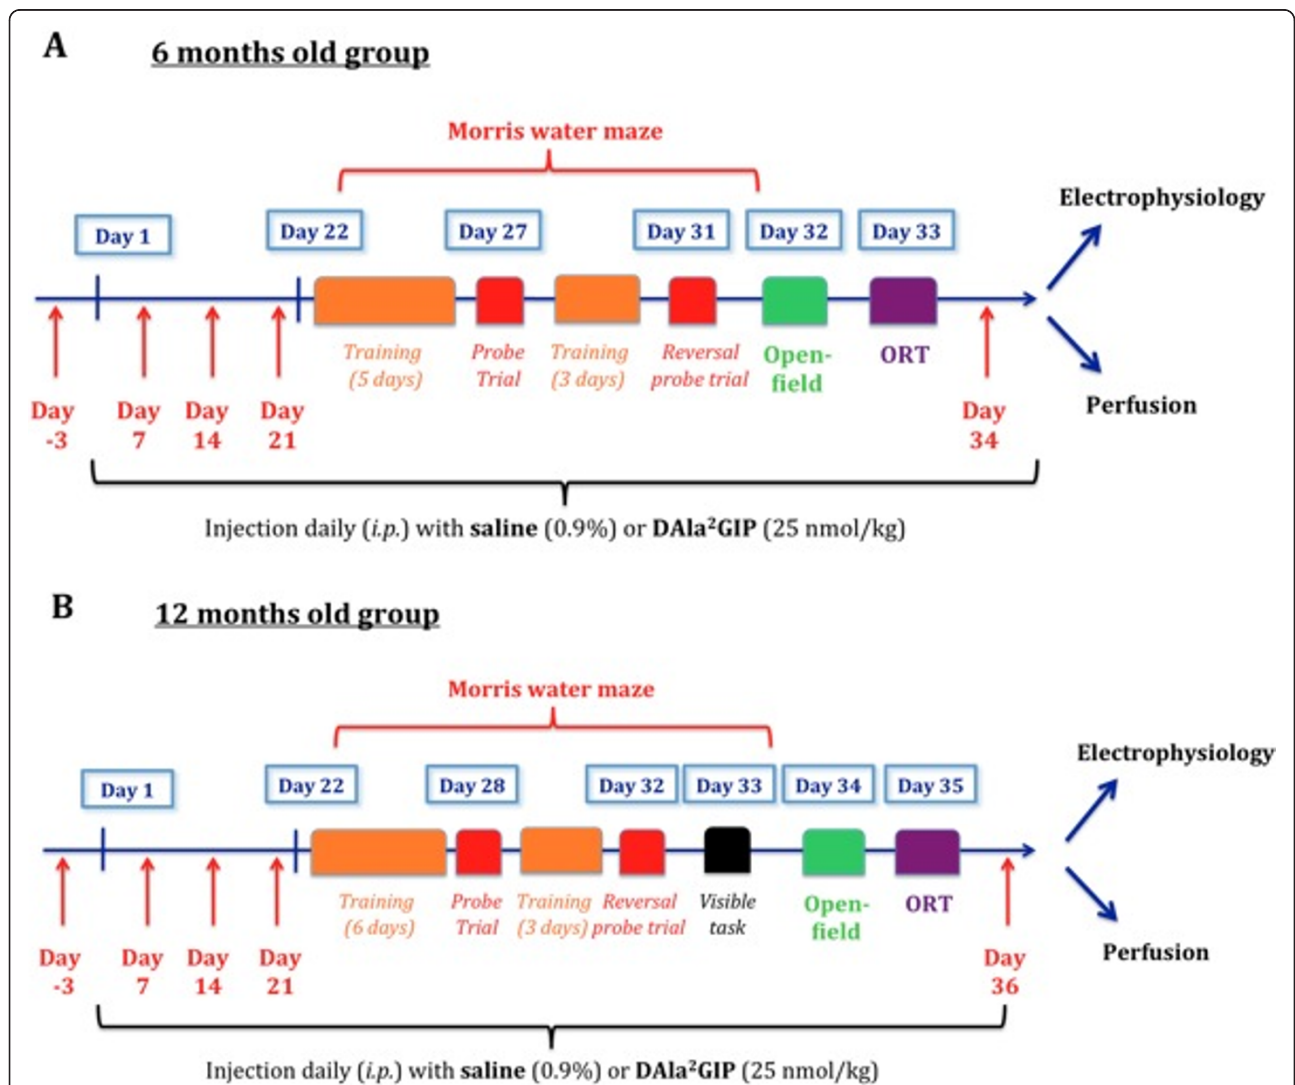 A
6 months old group
Morris water maze
Day 1
Day 22
Day 27
Day 31
Day 32
Day 33
Electrophysiology
Training
(5 days)
Probe
Trial
Training
(3 days)
Reversal
probe trial
Open-
field
ORT
Perfusion
Day
-3
Day
7
Day
14
Day
21
Day
34
Injection daily (i.p.) with saline (0.9%) or DAla²GIP (25 nmol/kg)
B
12 months old group
Morris water maze
Day 1
Day 22
Day 28
Day 32
Day 33
Day 34
Day 35
Electrophysiology
Training
(6 days)
Probe
Trial
Training
(3 days)
Reversal
probe trial
Visible
task
Open-
field
ORT
Perfusion
Day
-3
Day
7
Day
14
Day
21
Day
36
Injection daily (i.p.) with saline (0.9%) or DAla²GIP (25 nmol/kg)